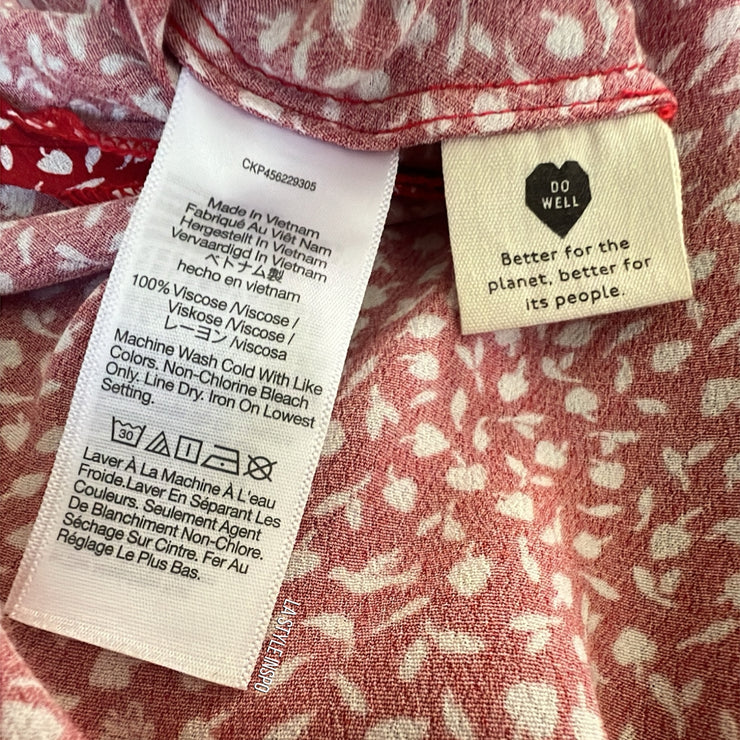 CKP456229305
Made In Vietnam
Fabriqué Au Viêt Nam
Hergestellt In Vietnam
Vervaardigd In Vietnam
ベトナム製
hecho en vietnam
100% Viscose /Viscose /
Viskose /Viscose /
レーヨン /Viscosa
Machine Wash Cold With Like
Colors. Non-Chlorine Bleach
Only. Line Dry. Iron On Lowest
Setting.
30
Laver À La Machine À L'eau
Froide.Laver En Séparant Les
Couleurs. Seulement Agent
De Blanchiment Non-Chlore.
Séchage Sur Cintre. Fer Au
Réglage Le Plus Bas.
DO
WELL
Better for the
planet, better for
its people.
LA STYLE INSPO